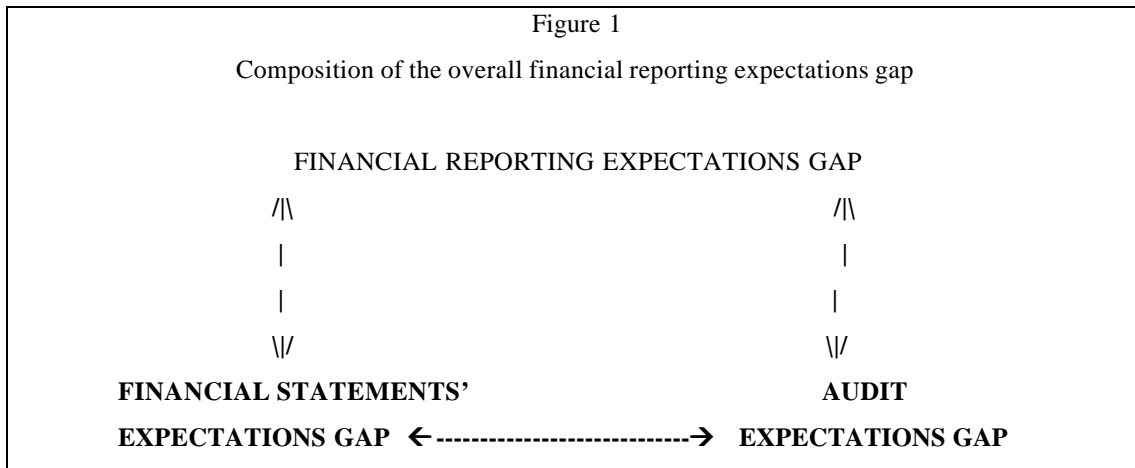 Figure 1
Composition of the overall financial reporting expectations gap
FINANCIAL REPORTING EXPECTATIONS GAP
/|\ /|\
| |
| |
\|/ \|/
FINANCIAL STATEMENTS’ AUDIT
EXPECTATIONS GAP ←----------------------------→ EXPECTATIONS GAP